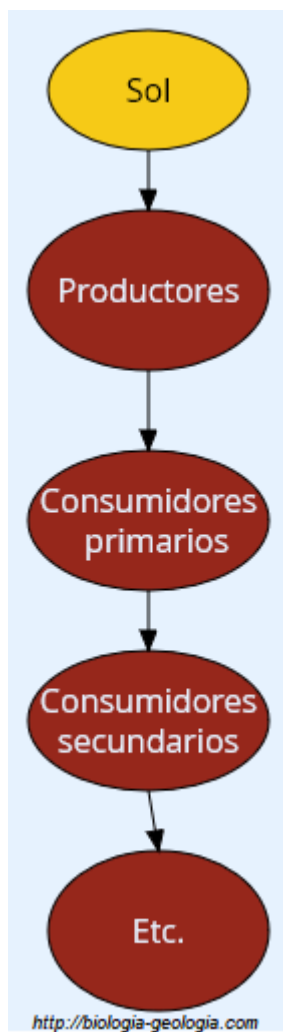 Sol
Productores
Consumidores
primarios
Consumidores
secundarios
Etc.
http://biologia-geologia.com